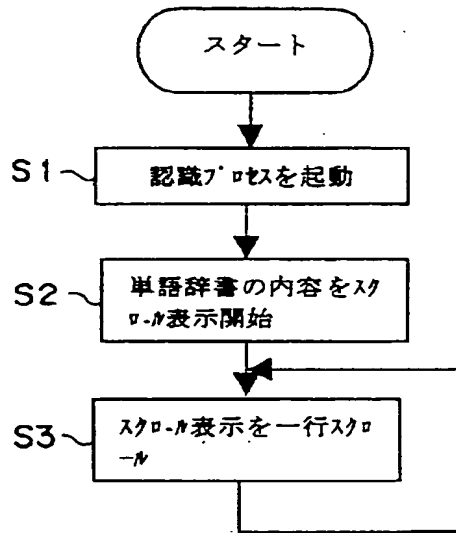 スタート
S1
認識プロセスを起動
S2
単語辞書の内容をスク
ロール表示開始
S3
スクロール表示を一行スクロ
ール